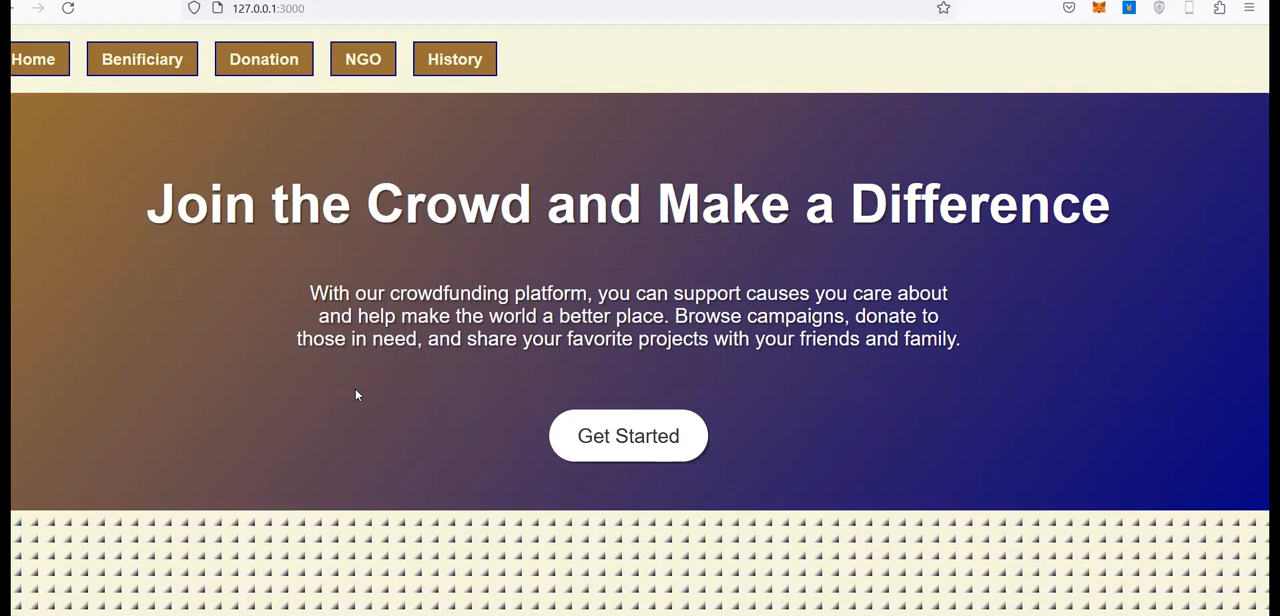 127.0.0.1:3000
Home Benificiary Donation NGO History
Join the Crowd and Make a Difference
With our crowdfunding platform, you can support causes you care about
and help make the world a better place. Browse campaigns, donate to
those in need, and share your favorite projects with your friends and family.
Get Started